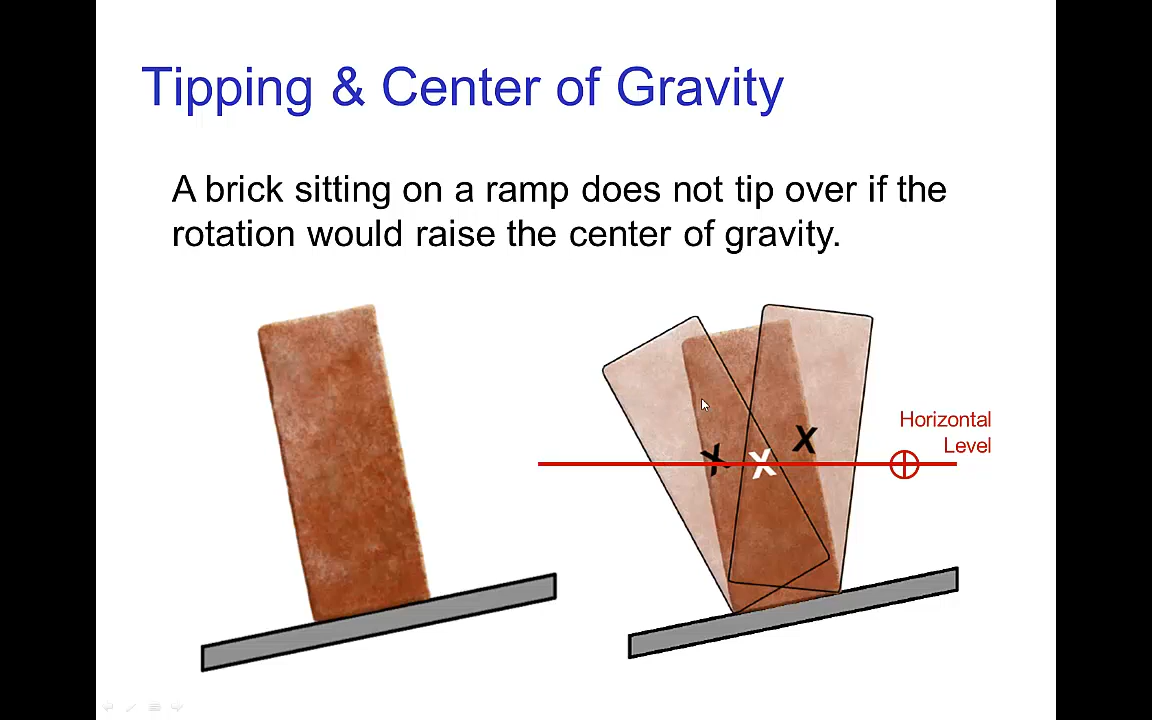 Tipping & Center of Gravity
A brick sitting on a ramp does not tip over if the
rotation would raise the center of gravity.
Horizontal
Level
X
X
X